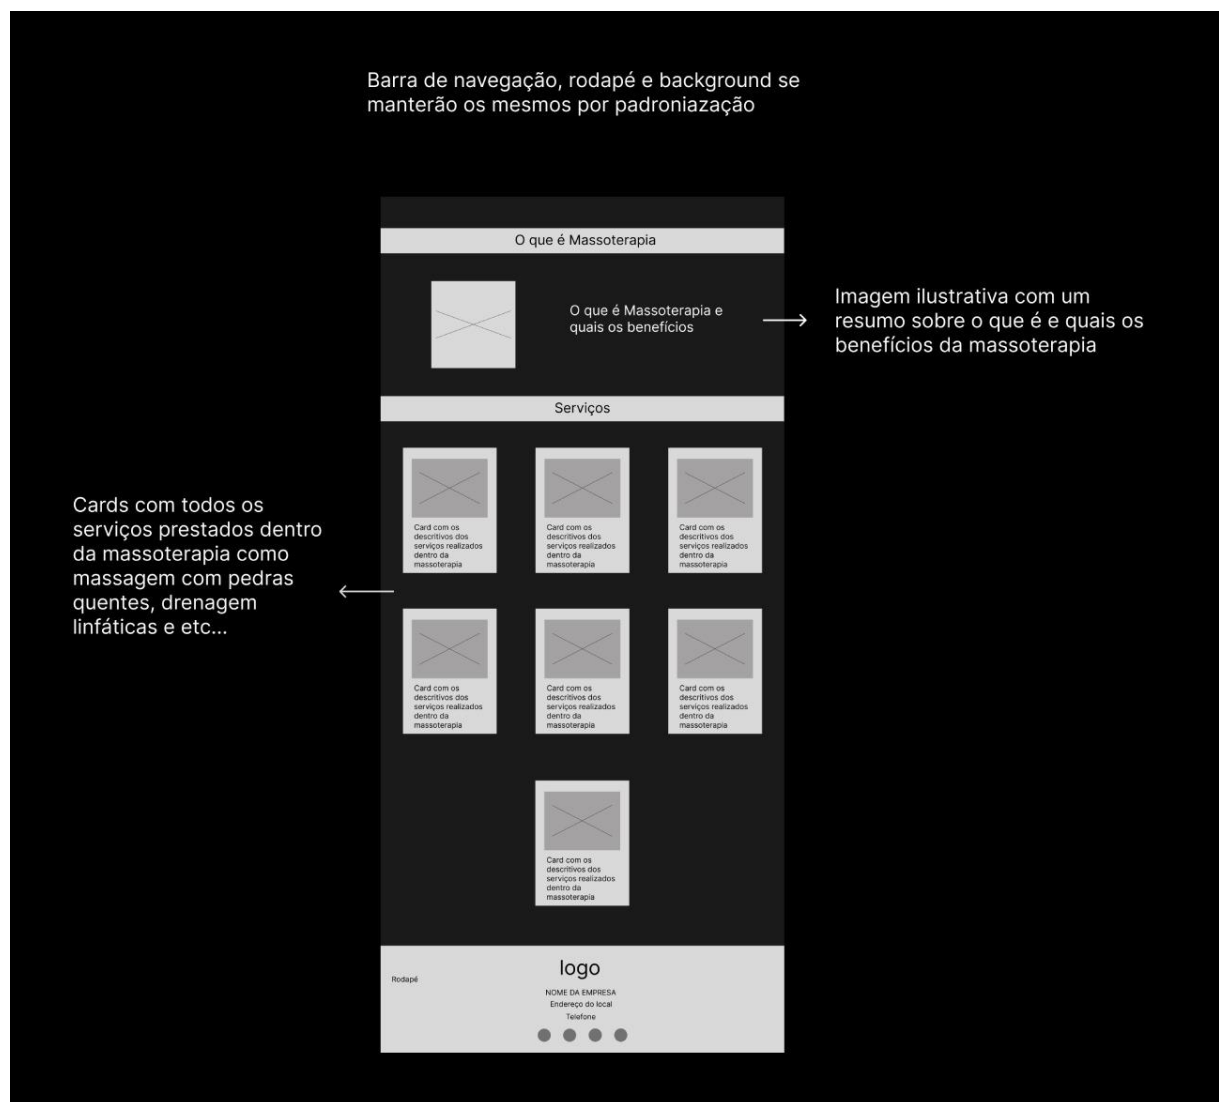 Barra de navegação, rodapé e background se
manterão os mesmos por padroniazação
O que é Massoterapia
O que é Massoterapia e
quais os benefícios
Imagem ilustrativa com um
resumo sobre o que é e quais os
benefícios da massoterapia
Serviços
Cards com todos os
serviços prestados dentro
da massoterapia como
massagem com pedras
quentes, drenagem
linfáticas e etc...
Card com os
descritivos dos
serviços realizados
dentro da
massoterapia
Card com os
descritivos dos
serviços realizados
dentro da
massoterapia
Card com os
descritivos dos
serviços realizados
dentro da
massoterapia
Card com os
descritivos dos
serviços realizados
dentro da
massoterapia
Card com os
descritivos dos
serviços realizados
dentro da
massoterapia
Card com os
descritivos dos
serviços realizados
dentro da
massoterapia
Card com os
descritivos dos
serviços realizados
dentro da
massoterapia
Rodapé
logo
NOME DA EMPRESA
Endereço do local
Telefone